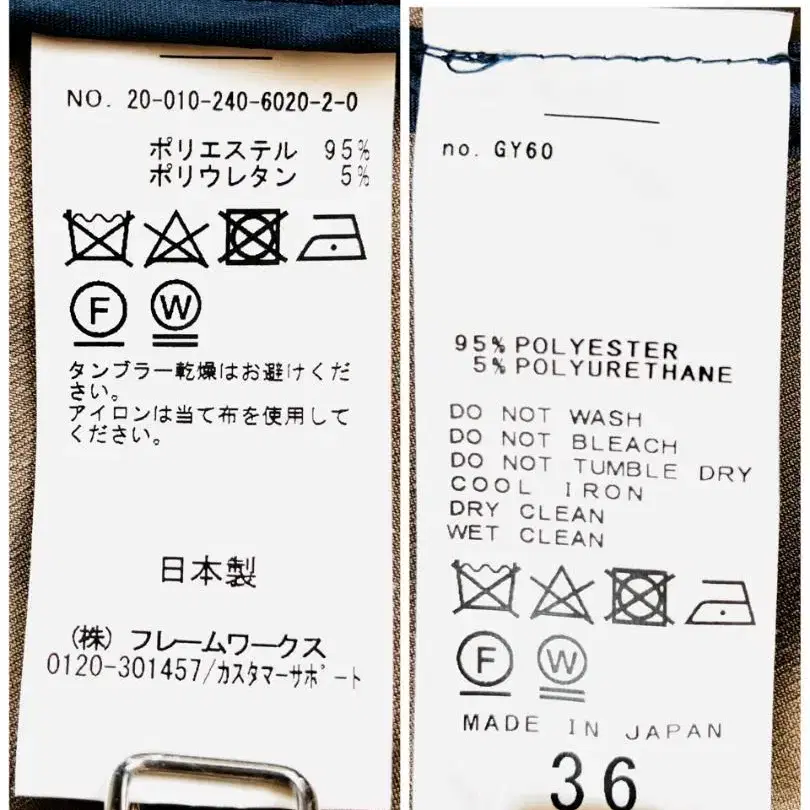 NO. 20-010-240-6020-2-0
ポリエステル 95%
ポリウレタン 5%
F
W
タンブラー乾燥はお避けくだ
さい。
アイロンは当て布を使用して
ください。
日本製
(株) フレームワークス
0120-301457/カスタマーサポート
no. GY60
95% POLYESTER
5% POLYURETHANE
DO NOT WASH
DO NOT BLEACH
DO NOT TUMBLE DRY
COOL IRON
DRY CLEAN
WET CLEAN
F
W
MADE IN JAPAN
36